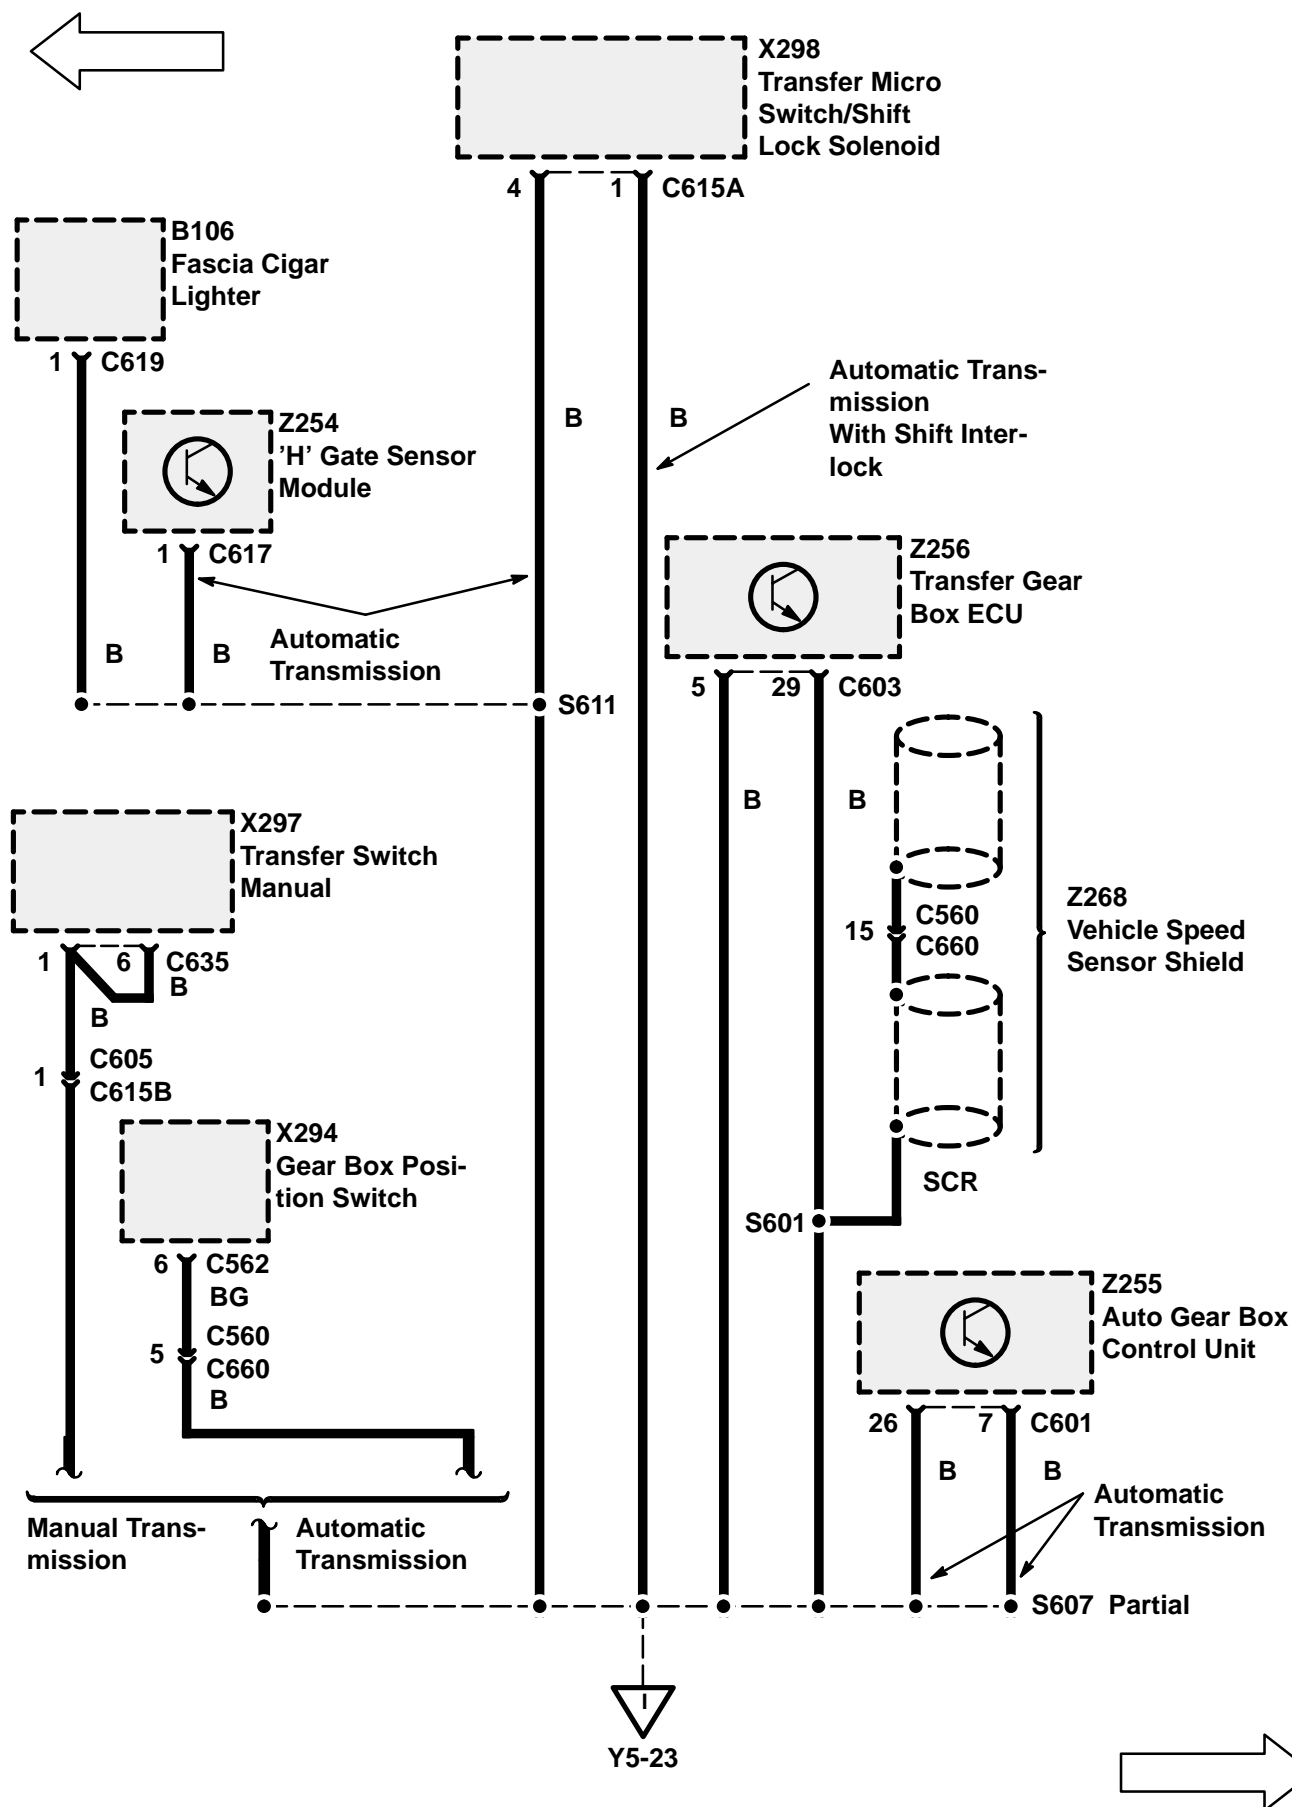 X298
Transfer Micro
Switch/Shift
Lock Solenoid
4 1 C615A
B106
Fascia Cigar
Lighter
1 C619
Automatic Trans-
mission
With Shift Inter-
lock
B B
Z254
’H’ Gate Sensor
Module
1 C617
Z256
Transfer Gear
Box ECU
Automatic
Transmission
B B
5 29 C603
S611
B B
X297
Transfer Switch
Manual
1 6 C635
B
B
15 C560
C660
Z268
Vehicle Speed
Sensor Shield
1 C605
C615B
X294
Gear Box Posi-
tion Switch
SCR
S601
6 C562
BG
5 C560
C660
B
Z255
Auto Gear Box
Control Unit
26 7 C601
B B
Automatic
Transmission
Manual Trans-
mission
Automatic
Transmission
S607 Partial
Y5-23